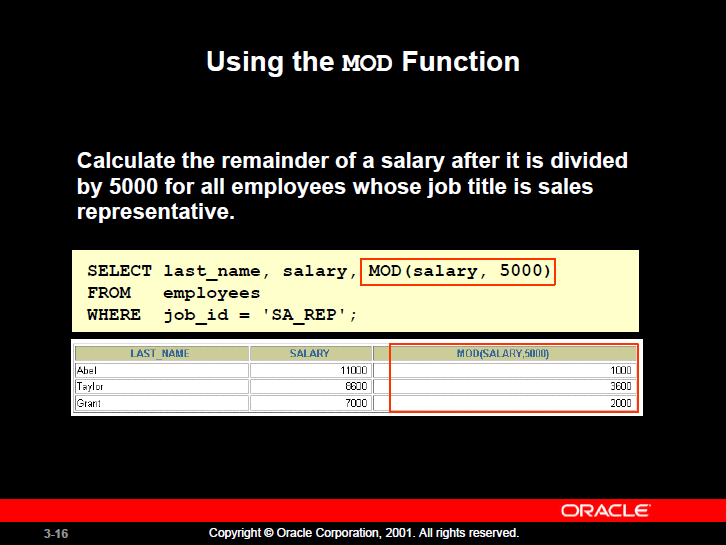 Using the MOD Function
Calculate the remainder of a salary after it is divided
by 5000 for all employees whose job title is sales
representative.
SELECT last_name, salary, MOD(salary, 5000)
FROM employees
WHERE job_id = 'SA_REP';
LAST_NAME SALARY MOD(SALARY,5000)
Abel 11000 1000
Taylor 8600 3600
Grant 7000 2000
ORACLE
3-16 Copyright © Oracle Corporation, 2001. All rights reserved.